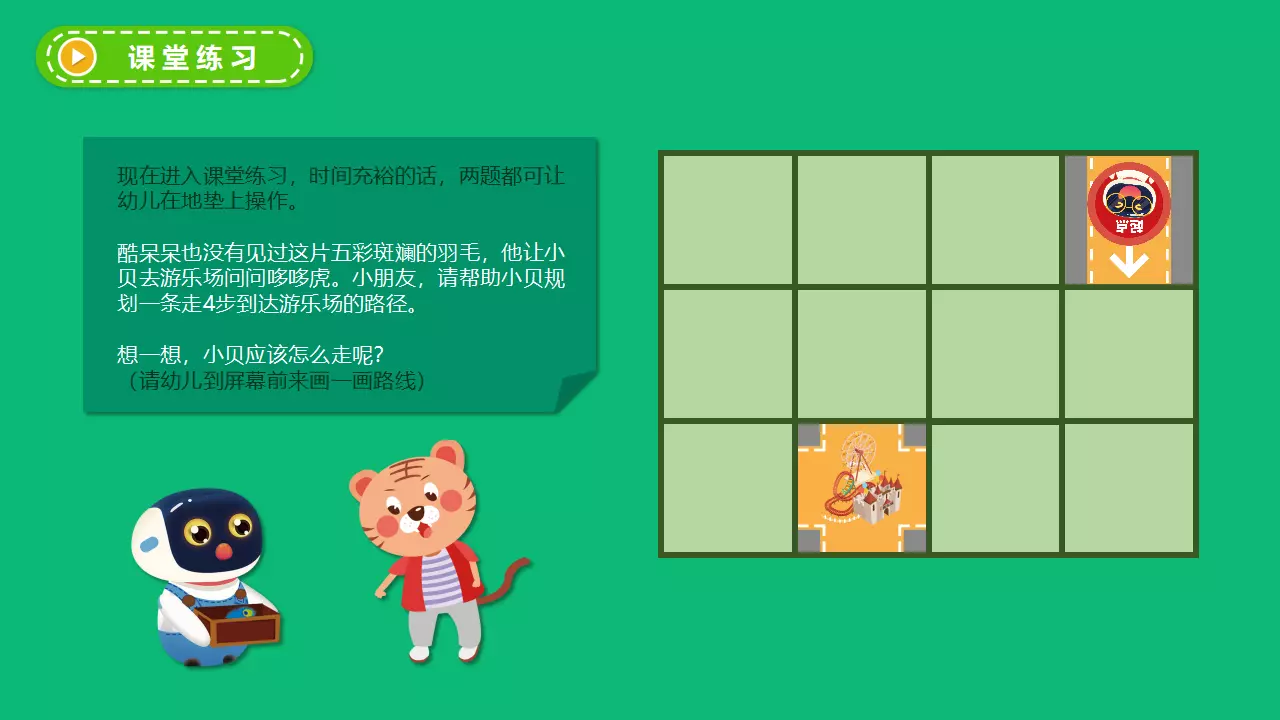 课堂练习
现在进入课堂练习，时间充裕的话，两题都可让
幼儿在地垫上操作。
酷呆呆也没有见过这片五彩斑斓的羽毛，他让小
贝去游乐场问问哆哆虎。小朋友，请帮助小贝规
划一条走4步到达游乐场的路径。
想一想，小贝应该怎么走呢？
（请幼儿到屏幕前来画一画路线）
起点